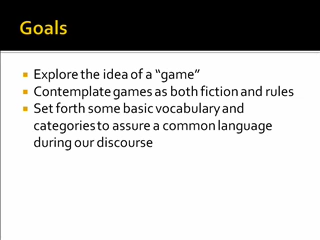 Goals
Explore the idea of a “game”
Contemplate games as both fiction and rules
Set forth some basic vocabulary and
categories to assure a common language
during our discourse